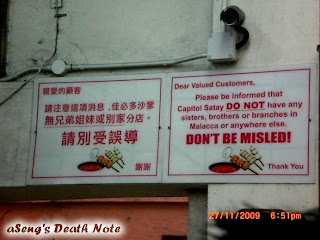 親愛的顧客
請注意這項消息,佳必多沙爹
無兄弟姐妹或別家分店。
請別受誤導
謝謝
Dear Valued Customers,
Please be informed that
Capitol Satay DO NOT have any
sisters, brothers or branches in
Malacca or anywhere else.
DON'T BE MISLED!
Thank You
aSeng's Death Note
27/11/2009 6:51pm